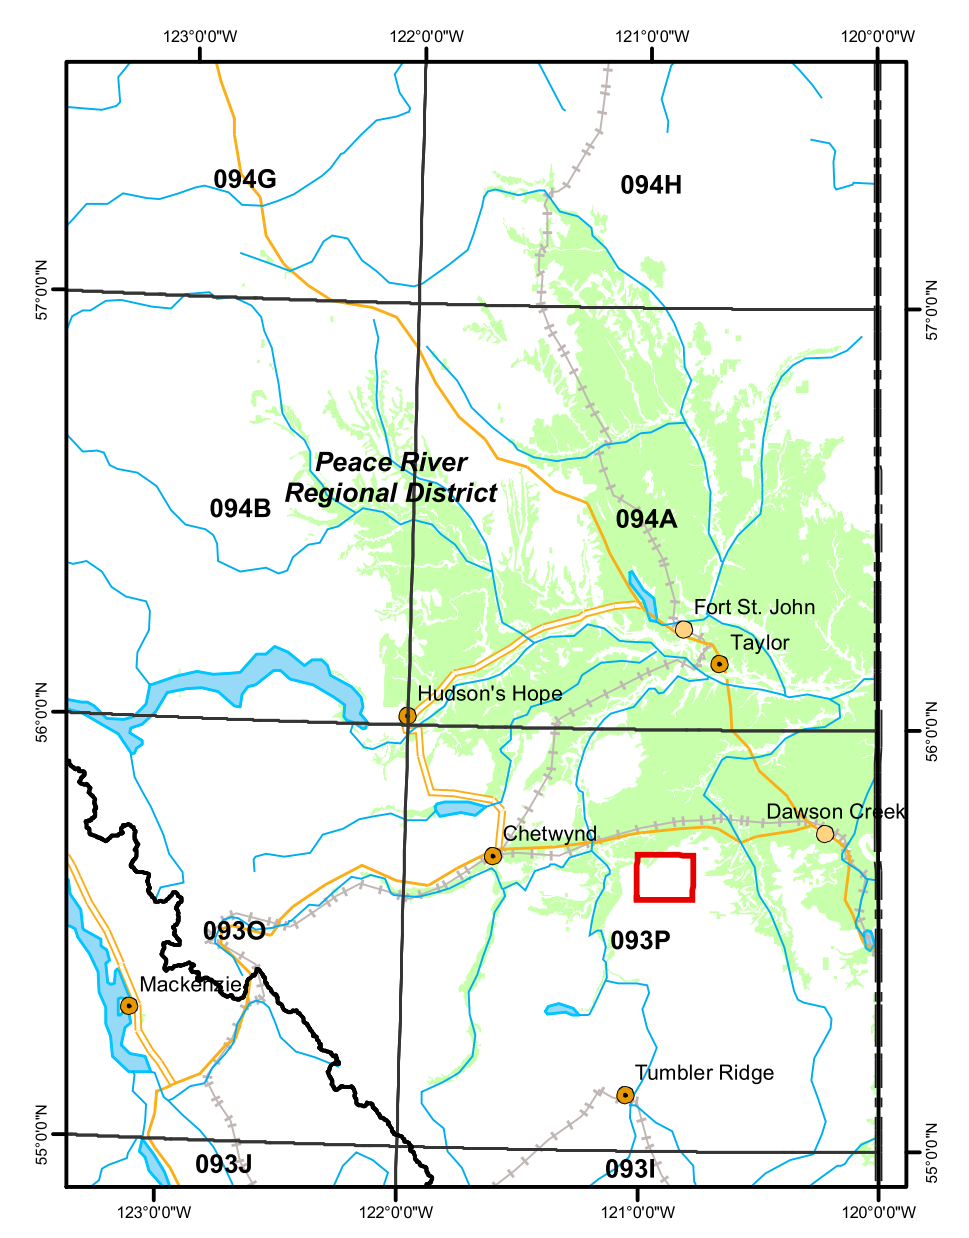 123°0'0"W
122°0'0"W
121°0'0"W
120°0'0"W
094G
094H
57°0'0"N
57°0'0"N
Peace River
Regional District
094B
094A
Fort St. John
Taylor
Hudson's Hope
56°0'0"N
56°0'0"N
Dawson Creek
Chetwynd
093O
093P
Mackenzie
Tumbler Ridge
55°0'0"N
55°0'0"N
093J
093I
123°0'0"W
122°0'0"W
121°0'0"W
120°0'0"W